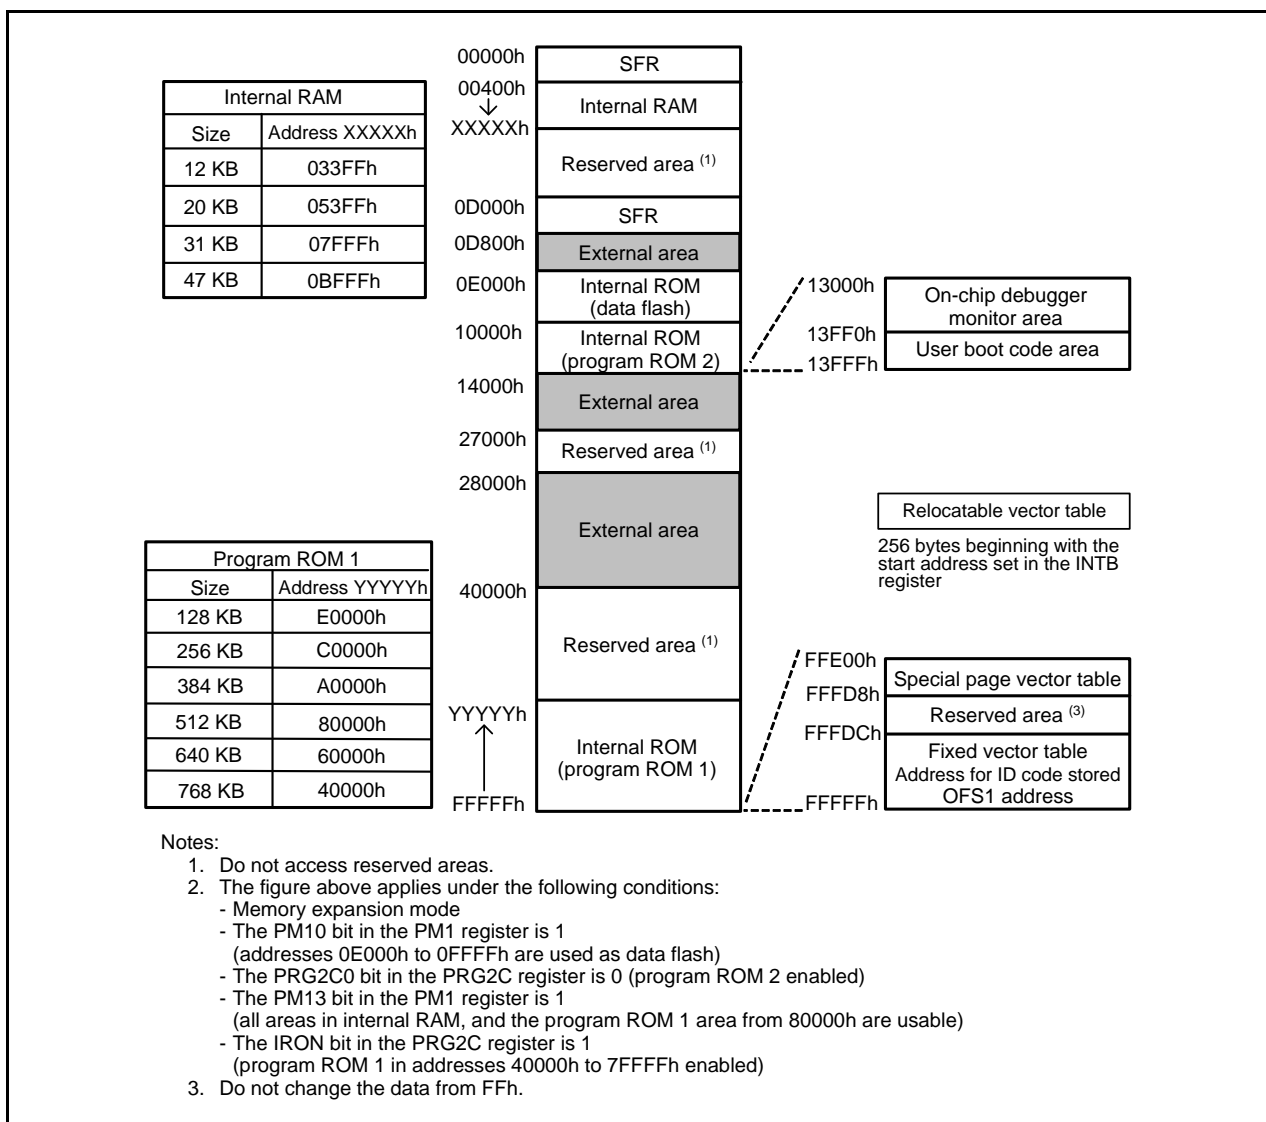 Internal RAM
Size Address XXXXXh
12 KB 033FFh
20 KB 053FFh
31 KB 07FFFh
47 KB 0BFFFh
Program ROM 1
Size Address YYYYYh
128 KB E0000h
256 KB C0000h
384 KB A0000h
512 KB 80000h
640 KB 60000h
768 KB 40000h
00000h
SFR
00400h
Internal RAM
XXXXXh
Reserved area (1)
0D000h
SFR
0D800h
External area
0E000h
Internal ROM
(data flash)
10000h
Internal ROM
(program ROM 2)
14000h
External area
27000h
Reserved area (1)
28000h
External area
40000h
Reserved area (1)
YYYYYh
Internal ROM
(program ROM 1)
FFFFFh
13000h
On-chip debugger
monitor area
13FF0h
User boot code area
13FFFh
Relocatable vector table
256 bytes beginning with the
start address set in the INTB
register
FFE00h
Special page vector table
FFFD8h
Reserved area (3)
FFFDCh
Fixed vector table
Address for ID code stored
OFS1 address
FFFFFh
Notes:
1. Do not access reserved areas.
2. The figure above applies under the following conditions:
- Memory expansion mode
- The PM10 bit in the PM1 register is 1
(addresses 0E000h to 0FFFFh are used as data flash)
- The PRG2C0 bit in the PRG2C register is 0 (program ROM 2 enabled)
- The PM13 bit in the PM1 register is 1
(all areas in internal RAM, and the program ROM 1 area from 80000h are usable)
- The IRON bit in the PRG2C register is 1
(program ROM 1 in addresses 40000h to 7FFFFh enabled)
3. Do not change the data from FFh.